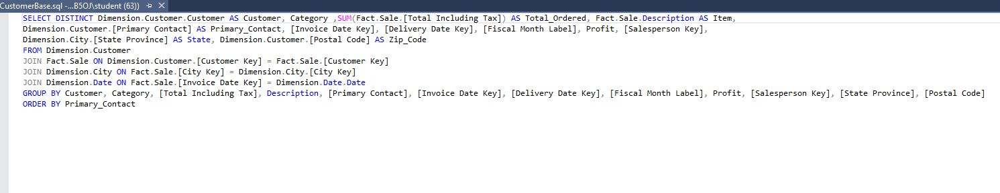 CustomerBase.sql -...B5OJ\student (63))
SELECT DISTINCT Dimension.Customer.Customer AS Customer, Category ,SUM(Fact.Sale.[Total Including Tax]) AS Total_Ordered, Fact.Sale.Description AS Item,
Dimension.Customer.[Primary Contact] AS Primary_Contact, [Invoice Date Key], [Delivery Date Key], [Fiscal Month Label], Profit, [Salesperson Key],
Dimension.City.[State Province] AS State, Dimension.Customer.[Postal Code] AS Zip_Code
FROM Dimension.Customer
JOIN Fact.Sale ON Dimension.Customer.[Customer Key] = Fact.Sale.[Customer Key]
JOIN Dimension.City ON Fact.Sale.[City Key] = Dimension.City.[City Key]
JOIN Dimension.Date ON Fact.Sale.[Invoice Date Key] = Dimension.Date.Date
GROUP BY Customer, Category, [Total Including Tax], Description, [Primary Contact], [Invoice Date Key], [Delivery Date Key], [Fiscal Month Label], Profit, [Salesperson Key], [State Province], [Postal Code]
ORDER BY Primary_Contact